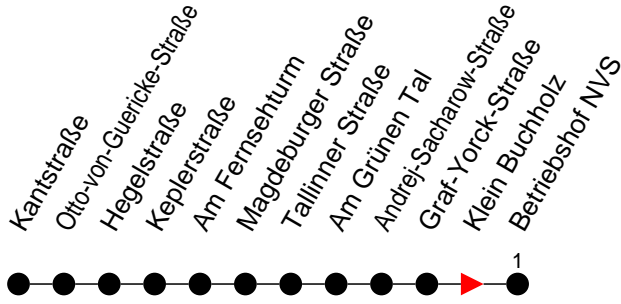 Kantstraße
Otto-von-Guericke-Straße
Hegelstraße
Keplerstraße
Am Fernsehturm
Magdeburger Straße
Tallinner Straße
Am Grünen Tal
Andrej-Sacharow-Straße
Graf-Yorck-Straße
Klein Buchholz
Betriebshof NVS
1